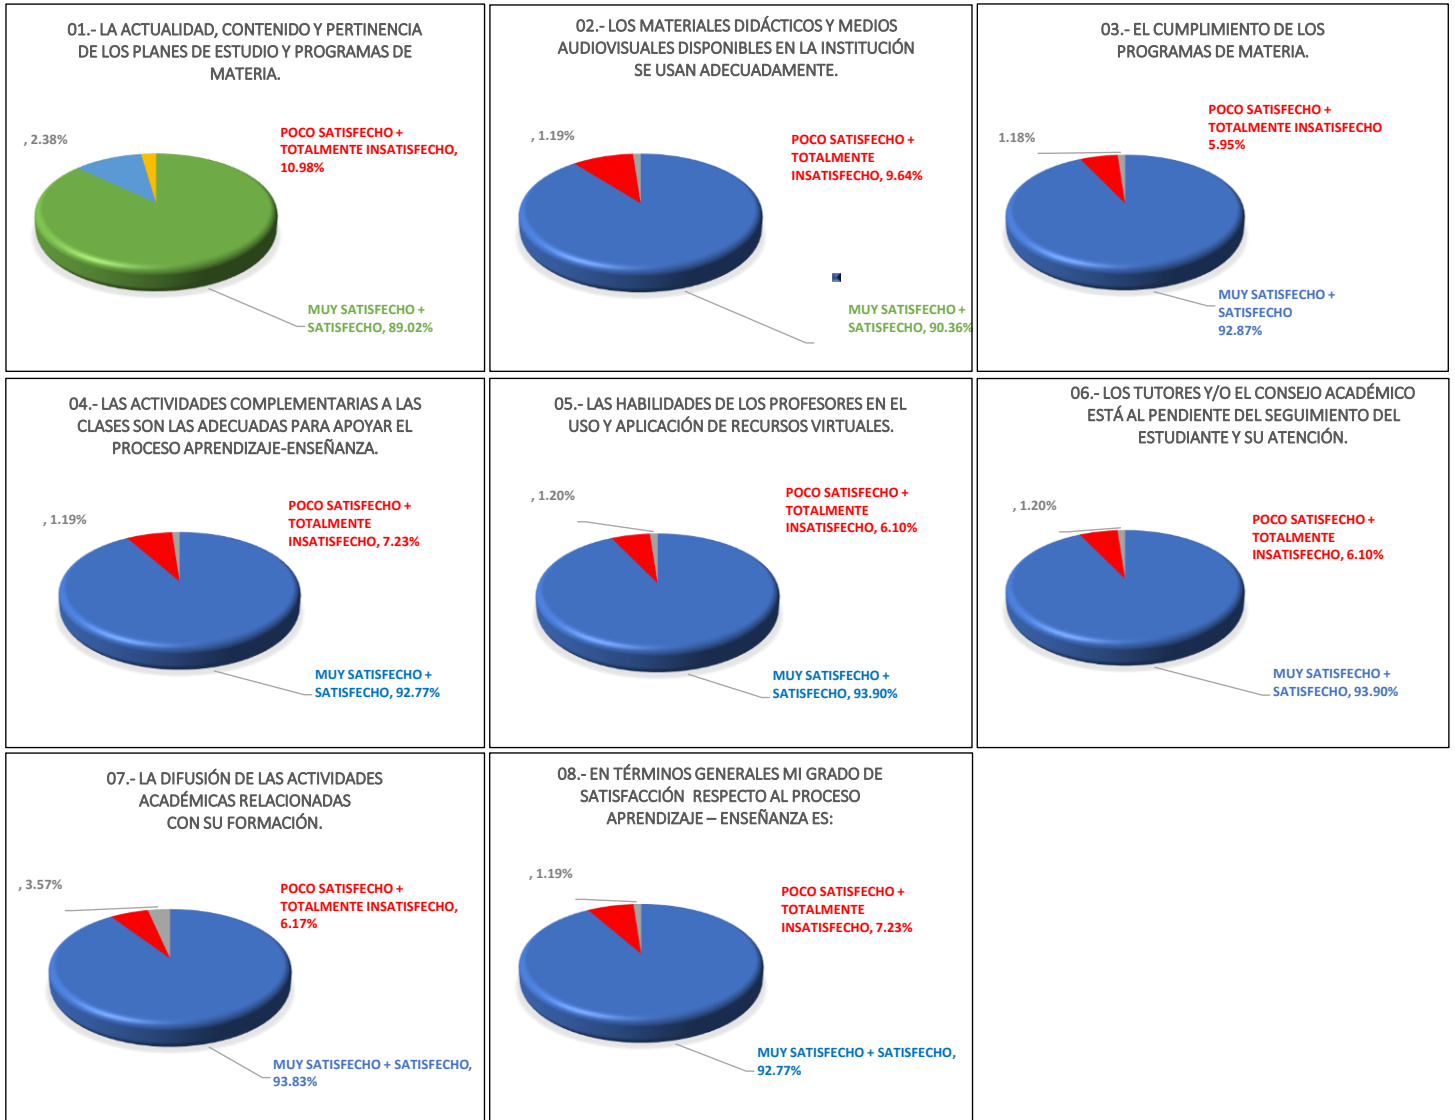 01.- LA ACTUALIDAD, CONTENIDO Y PERTINENCIA
DE LOS PLANES DE ESTUDIO Y PROGRAMAS DE
MATERIA.
, 2.38%
POCO SATISFECHO +
TOTALMENTE INSATISFECHO,
10.98%
MUY SATISFECHO +
SATISFECHO, 89.02%
02.- LOS MATERIALES DIDÁCTICOS Y MEDIOS
AUDIOVISUALES DISPONIBLES EN LA INSTITUCIÓN
SE USAN ADECUADAMENTE.
, 1.19%
POCO SATISFECHO +
TOTALMENTE
INSATISFECHO, 9.64%
MUY SATISFECHO +
SATISFECHO, 90.36%
03.- EL CUMPLIMIENTO DE LOS
PROGRAMAS DE MATERIA.
1.18%
POCO SATISFECHO +
TOTALMENTE INSATISFECHO
5.95%
MUY SATISFECHO +
SATISFECHO
92.87%
04.- LAS ACTIVIDADES COMPLEMENTARIAS A LAS
CLASES SON LAS ADECUADAS PARA APOYAR EL
PROCESO APRENDIZAJE-ENSEÑANZA.
, 1.19%
POCO SATISFECHO +
TOTALMENTE
INSATISFECHO, 7.23%
MUY SATISFECHO +
SATISFECHO, 92.77%
05.- LAS HABILIDADES DE LOS PROFESORES EN EL
USO Y APLICACIÓN DE RECURSOS VIRTUALES.
, 1.20%
POCO SATISFECHO +
TOTALMENTE
INSATISFECHO, 6.10%
MUY SATISFECHO +
SATISFECHO, 93.90%
06.- LOS TUTORES Y/O EL CONSEJO ACADÉMICO
ESTÁ AL PENDIENTE DEL SEGUIMIENTO DEL
ESTUDIANTE Y SU ATENCIÓN.
, 1.20%
POCO SATISFECHO +
TOTALMENTE
INSATISFECHO, 6.10%
MUY SATISFECHO +
SATISFECHO, 93.90%
07.- LA DIFUSIÓN DE LAS ACTIVIDADES
ACADÉMICAS RELACIONADAS
CON SU FORMACIÓN.
, 3.57%
POCO SATISFECHO +
TOTALMENTE INSATISFECHO,
6.17%
MUY SATISFECHO + SATISFECHO,
93.83%
08.- EN TÉRMINOS GENERALES MI GRADO DE
SATISFACCIÓN RESPECTO AL PROCESO
APRENDIZAJE – ENSEÑANZA ES:
, 1.19%
POCO SATISFECHO +
TOTALMENTE
INSATISFECHO, 7.23%
MUY SATISFECHO + SATISFECHO,
92.77%